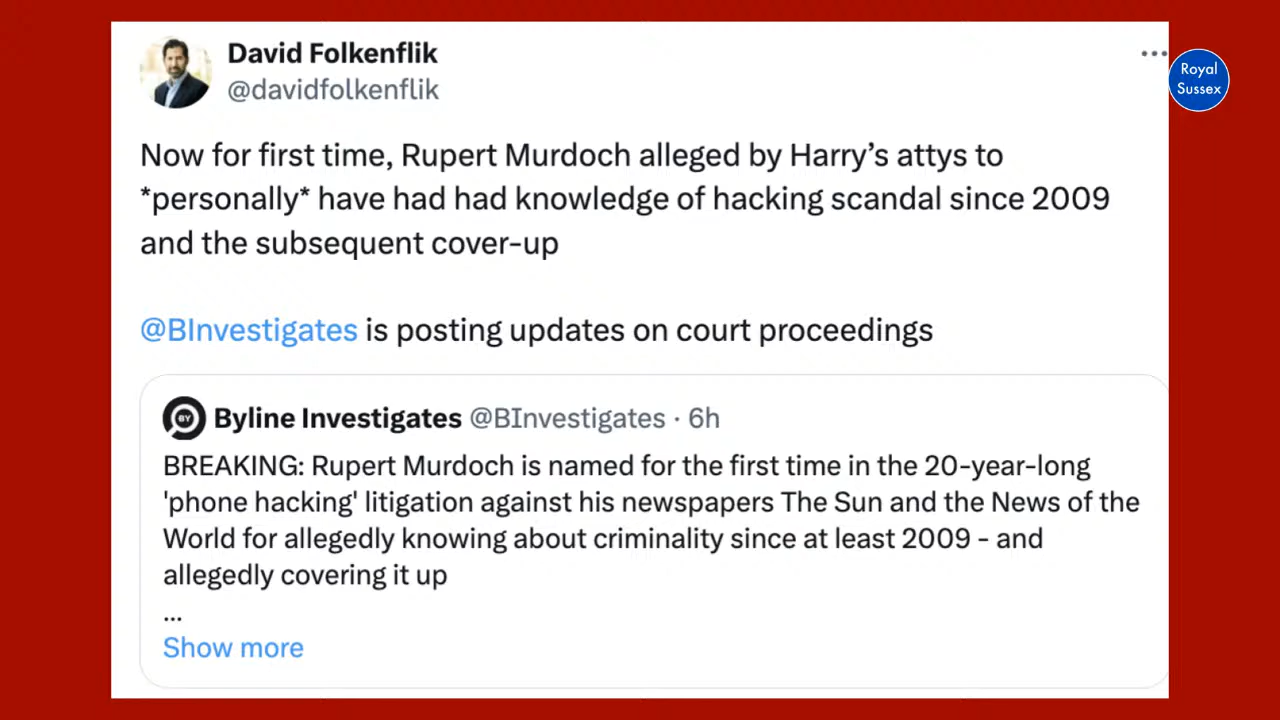 David Folkenflik
@davidfolkenflik
Royal
Sussex
Now for first time, Rupert Murdoch alleged by Harry’s attys to
*personally* have had had knowledge of hacking scandal since 2009
and the subsequent cover-up
@BInvestigates is posting updates on court proceedings
BY
Byline Investigates @BInvestigates · 6h
BREAKING: Rupert Murdoch is named for the first time in the 20-year-long
'phone hacking' litigation against his newspapers The Sun and the News of the
World for allegedly knowing about criminality since at least 2009 - and
allegedly covering it up
...
Show more